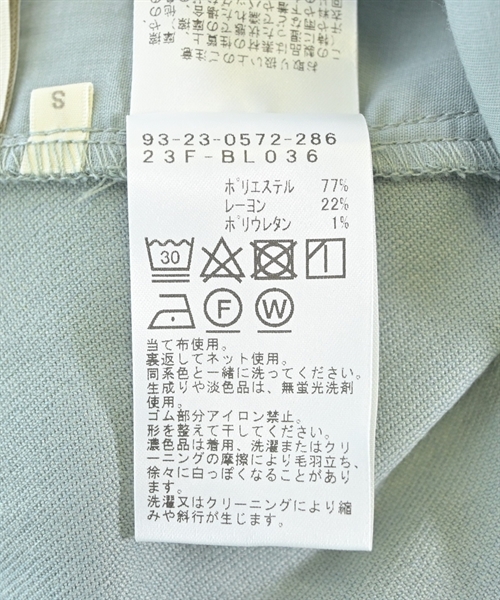 S
93-23-0572-286
23F-BL036
ポリエステル 77%
レーヨン 22%
ポリウレタン 1%
30
F W
当て布使用。
裏返してネット使用。
同系色と一緒に洗ってください。
生成りや淡色品は、無蛍光洗剤
使用。
ゴム部分アイロン禁止。
形を整えて干してください。
濃色品は着用、洗濯またはクリ
ーニングの摩擦により毛羽立ち、
徐々に白っぽくなることがあり
ます。
洗濯又はクリーニングにより縮
みや斜行が生じます。